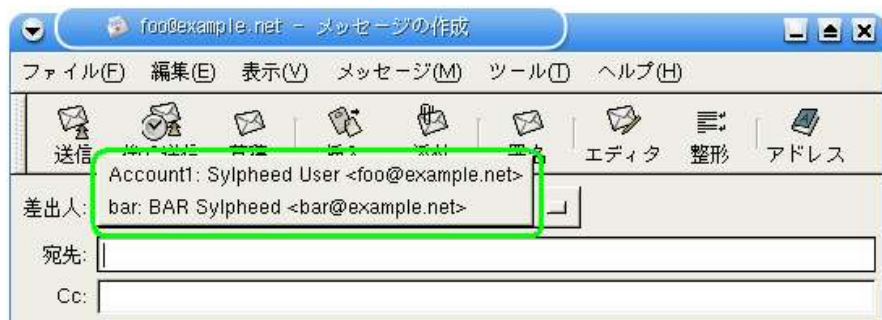 foo@example.net - メッセージの作成
ファイル(F) 編集(E) 表示(V) メッセージ(M) ツール(T) ヘルプ(H)
送信 エディタ 整形 アドレス
Account1: Sylpheed User <foo@example.net>
差出人:
bar: BAR Sylpheed <bar@example.net>
宛先:
Cc: